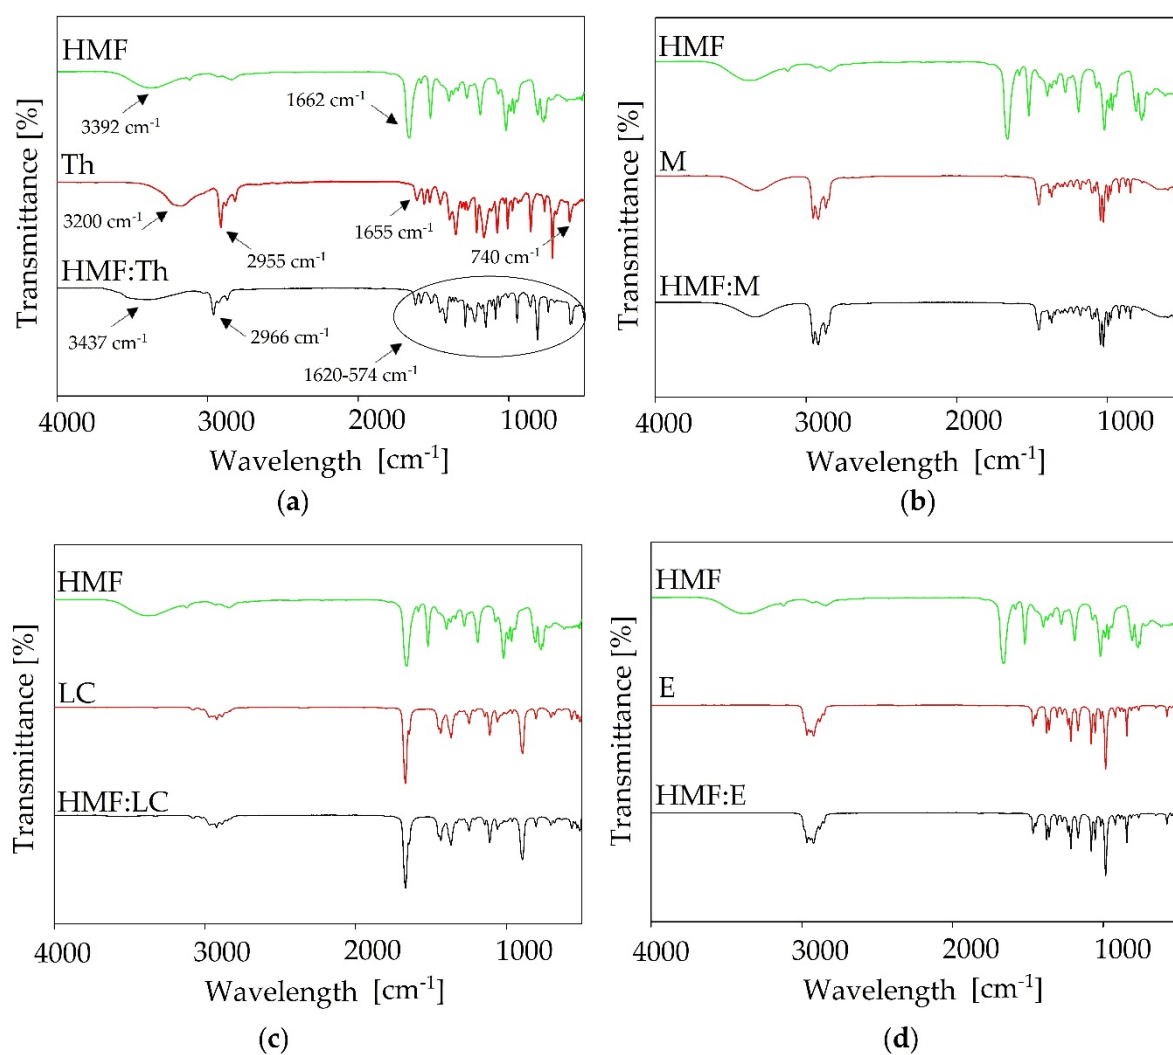 HMF
3392 cm⁻¹
1662 cm⁻¹
Th
3200 cm⁻¹
2955 cm⁻¹
1655 cm⁻¹
740 cm⁻¹
HMF:Th
3437 cm⁻¹
2966 cm⁻¹
1620-574 cm⁻¹
Transmittance [%]
4000 3000 2000 1000
Wavelength [cm⁻¹]
(a)
HMF
M
HMF:M
Transmittance [%]
4000 3000 2000 1000
Wavelength [cm⁻¹]
(b)
HMF
LC
HMF:LC
Transmittance [%]
4000 3000 2000 1000
Wavelength [cm⁻¹]
(c)
HMF
E
HMF:E
Transmittance [%]
4000 3000 2000 1000
Wavelength [cm⁻¹]
(d)